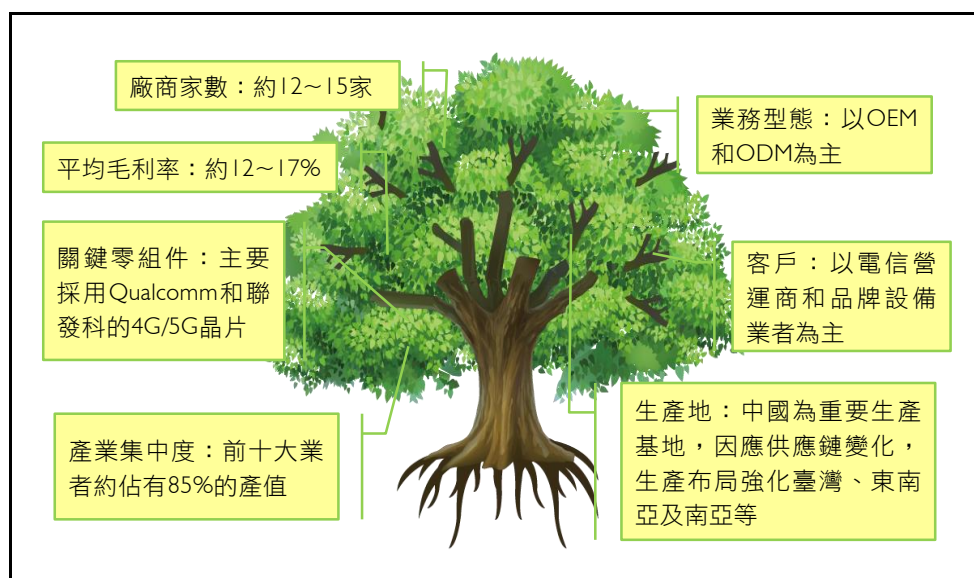 廠商家數：約12~15家
平均毛利率：約12~17%
關鍵零組件：主要
採用Qualcomm和聯
發科的4G/5G晶片
產業集中度：前十大業
者約佔有85%的產值
業務型態：以OEM
和ODM為主
客戶：以電信營
運商和品牌設備
業者為主
生產地：中國為重要生產
基地，因應供應鏈變化，
生產布局強化臺灣、東南
亞及南亞等